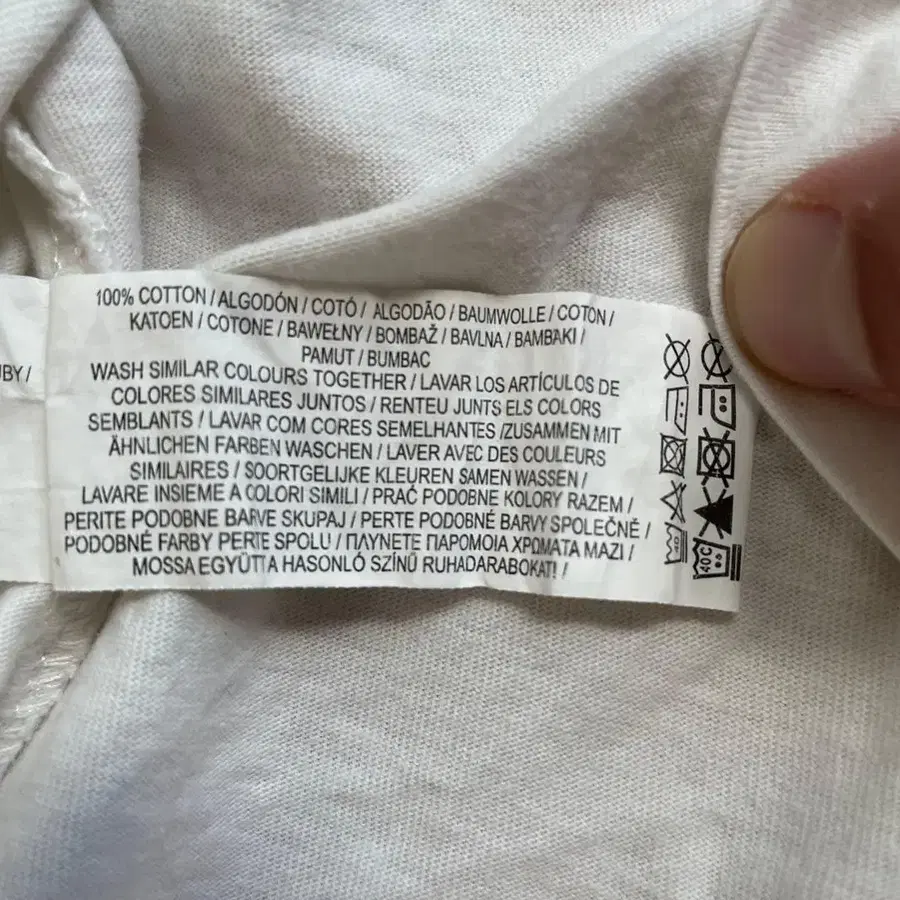 100% COTTON / ALGODÓN / COTÓ / ALGODÃO / BAUMWOLLE / COTON /
KATOEN / COTONE / BAWEŁNY / BOMBAŽ / BAVLNA / BAMBAKI /
PAMUT / BUMBAC
WASH SIMILAR COLOURS TOGETHER / LAVAR LOS ARTÍCULOS DE
COLORES SIMILARES JUNTOS / RENTEU JUNTS ELS COLORS
SEMBLANTS / LAVAR COM CORES SEMELHANTES /ZUSAMMEN MIT
ÄHNLICHEN FARBEN WASCHEN / LAVER AVEC DES COULEURS
SIMILAIRES / SOORTGELIJKE KLEUREN SAMEN WASSEN /
LAVARE INSIEME A COLORI SIMILI / PRAĆ PODOBNE KOLORY RAZEM /
PERITE PODOBNE BARVE SKUPAJ / PERTE PODOBNÉ BARVY SPOLEČNĚ /
PODOBNÉ FARBY PERTE SPOLU / ΠΛΥΝΕΤΕ ΠΑΡΟΜΟΙΑ ΧΡΩΜΑΤΑ ΜΑΖΙ /
MOSSA EGYÜTT A HASONLÓ SZÍNŰ RUHADARABOKAT! /
UBY /
40
40C